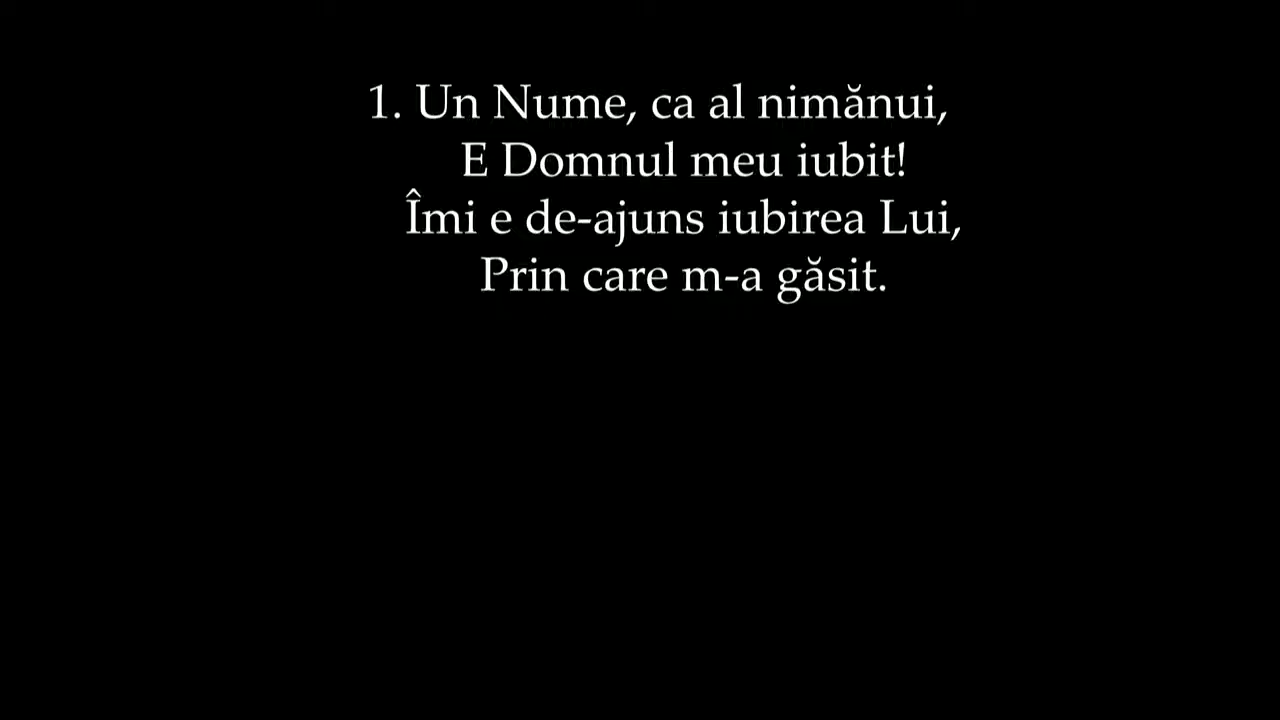 1. Un Nume, ca al nimănui,
E Domnul meu iubit!
Îmi e de-ajuns iubirea Lui,
Prin care m-a găsit.